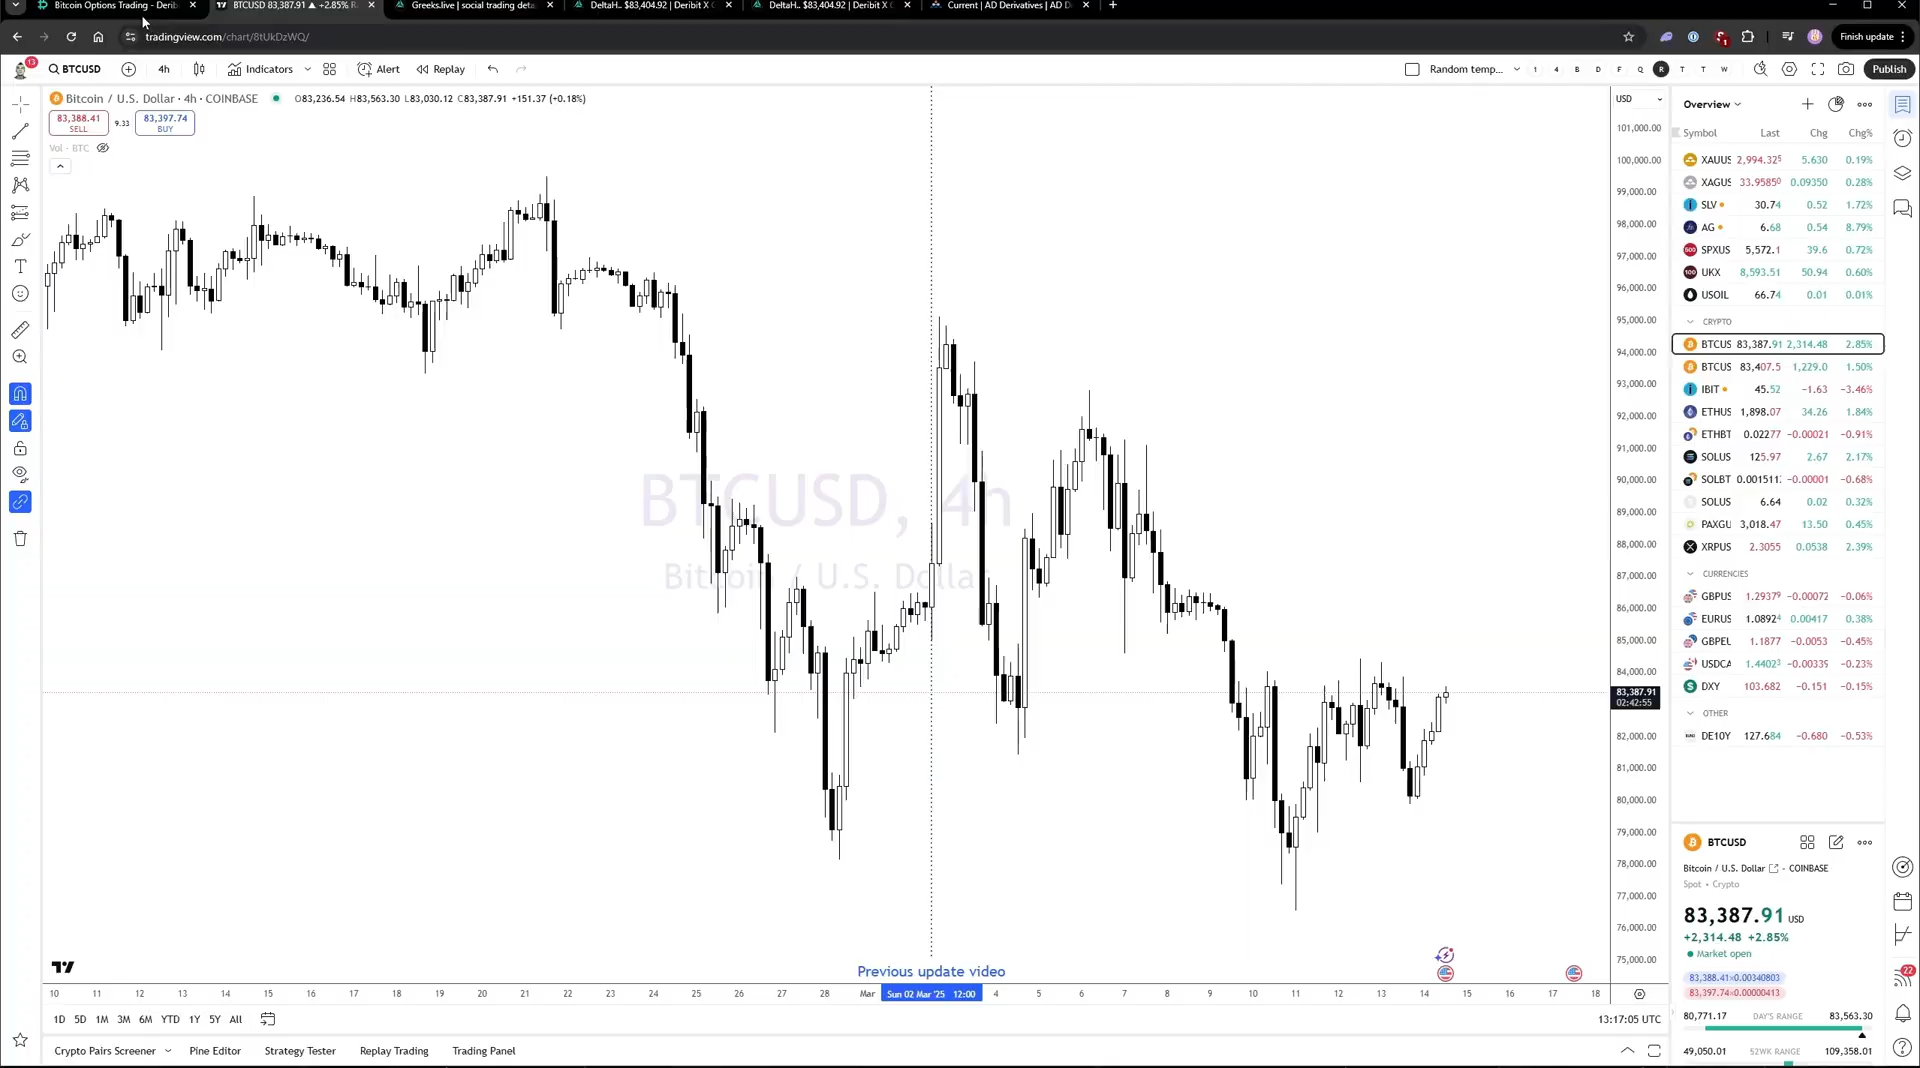 Bitcoin Options Trading - Derib
BTCUSD 83,387.91 ▲ +2.85% R
Greeks.live | social trading deta
DeltaH.. $83,404.92 | Deribit X G
DeltaH.. $83,404.92 | Deribit X G
Current | AD Derivatives | AD D
tradingview.com/chart/8tUkDzWQ/
Finish update
13
BTCUSD
4h
Indicators
Alert
Replay
Random temp...
1 4 B D F Q R T T W
Publish
Bitcoin / U.S. Dollar · 4h · COINBASE
O83,236.54 H83,563.30 L83,030.12 C83,387.91 +151.37 (+0.18%)
83,388.41 SELL
9.33
83,397.74 BUY
Vol · BTC
BTCUSD, 4h
Bitcoin / U.S. Dollar
USD
101,000.00
100,000.00
99,000.00
98,000.00
97,000.00
96,000.00
95,000.00
94,000.00
93,000.00
92,000.00
91,000.00
90,000.00
89,000.00
88,000.00
87,000.00
86,000.00
85,000.00
84,000.00
83,387.91
02:42:55
82,000.00
81,000.00
80,000.00
79,000.00
78,000.00
77,000.00
76,000.00
75,000.00
Previous update video
10 11 12 13 14 15 16 17 18 19 20 21 22 23 24 25 26 27 28 Mar Sun 02 Mar '25 12:00 4 5 6 7 8 9 10 11 12 13 14 15 16 17 18
1D 5D 1M 3M 6M YTD 1Y 5Y All
13:17:05 UTC
Crypto Pairs Screener
Pine Editor
Strategy Tester
Replay Trading
Trading Panel
Overview
Symbol Last Chg Chg%
XAUUS 2,994.325 5.630 0.19%
XAGUS 33.95850 0.09350 0.28%
SLV 30.74 0.52 1.72%
AG 6.68 0.54 8.79%
SPXUS 5,572.1 39.6 0.72%
UKX 8,593.51 50.94 0.60%
USOIL 66.74 0.01 0.01%
CRYPTO
BTCUS 83,387.91 2,314.48 2.85%
BTCUS 83,407.5 1,229.0 1.50%
IBIT 45.52 −1.63 −3.46%
ETHUS 1,898.07 34.26 1.84%
ETHBT 0.02277 −0.00021 −0.91%
SOLUS 125.97 2.67 2.17%
SOLBT 0.001511 −0.00001 −0.68%
SOLUS 6.64 0.02 0.32%
PAXGU 3,018.47 13.50 0.45%
XRPUS 2.3055 0.0538 2.39%
CURRENCIES
GBPUS 1.29379 −0.00072 −0.06%
EURUS 1.08924 0.00417 0.38%
GBPEU 1.1877 −0.0053 −0.45%
USDCA 1.44023 −0.00339 −0.23%
DXY 103.682 −0.151 −0.15%
OTHER
DE10Y 127.684 −0.680 −0.53%
BTCUSD
Bitcoin / U.S. Dollar · COINBASE
Spot • Crypto
83,387.91 USD
+2,314.48 +2.85%
Market open
83,388.41×0.00340803
83,397.74×0.00000413
80,771.17 DAY'S RANGE 83,563.30
49,050.01 52WK RANGE 109,358.01
22